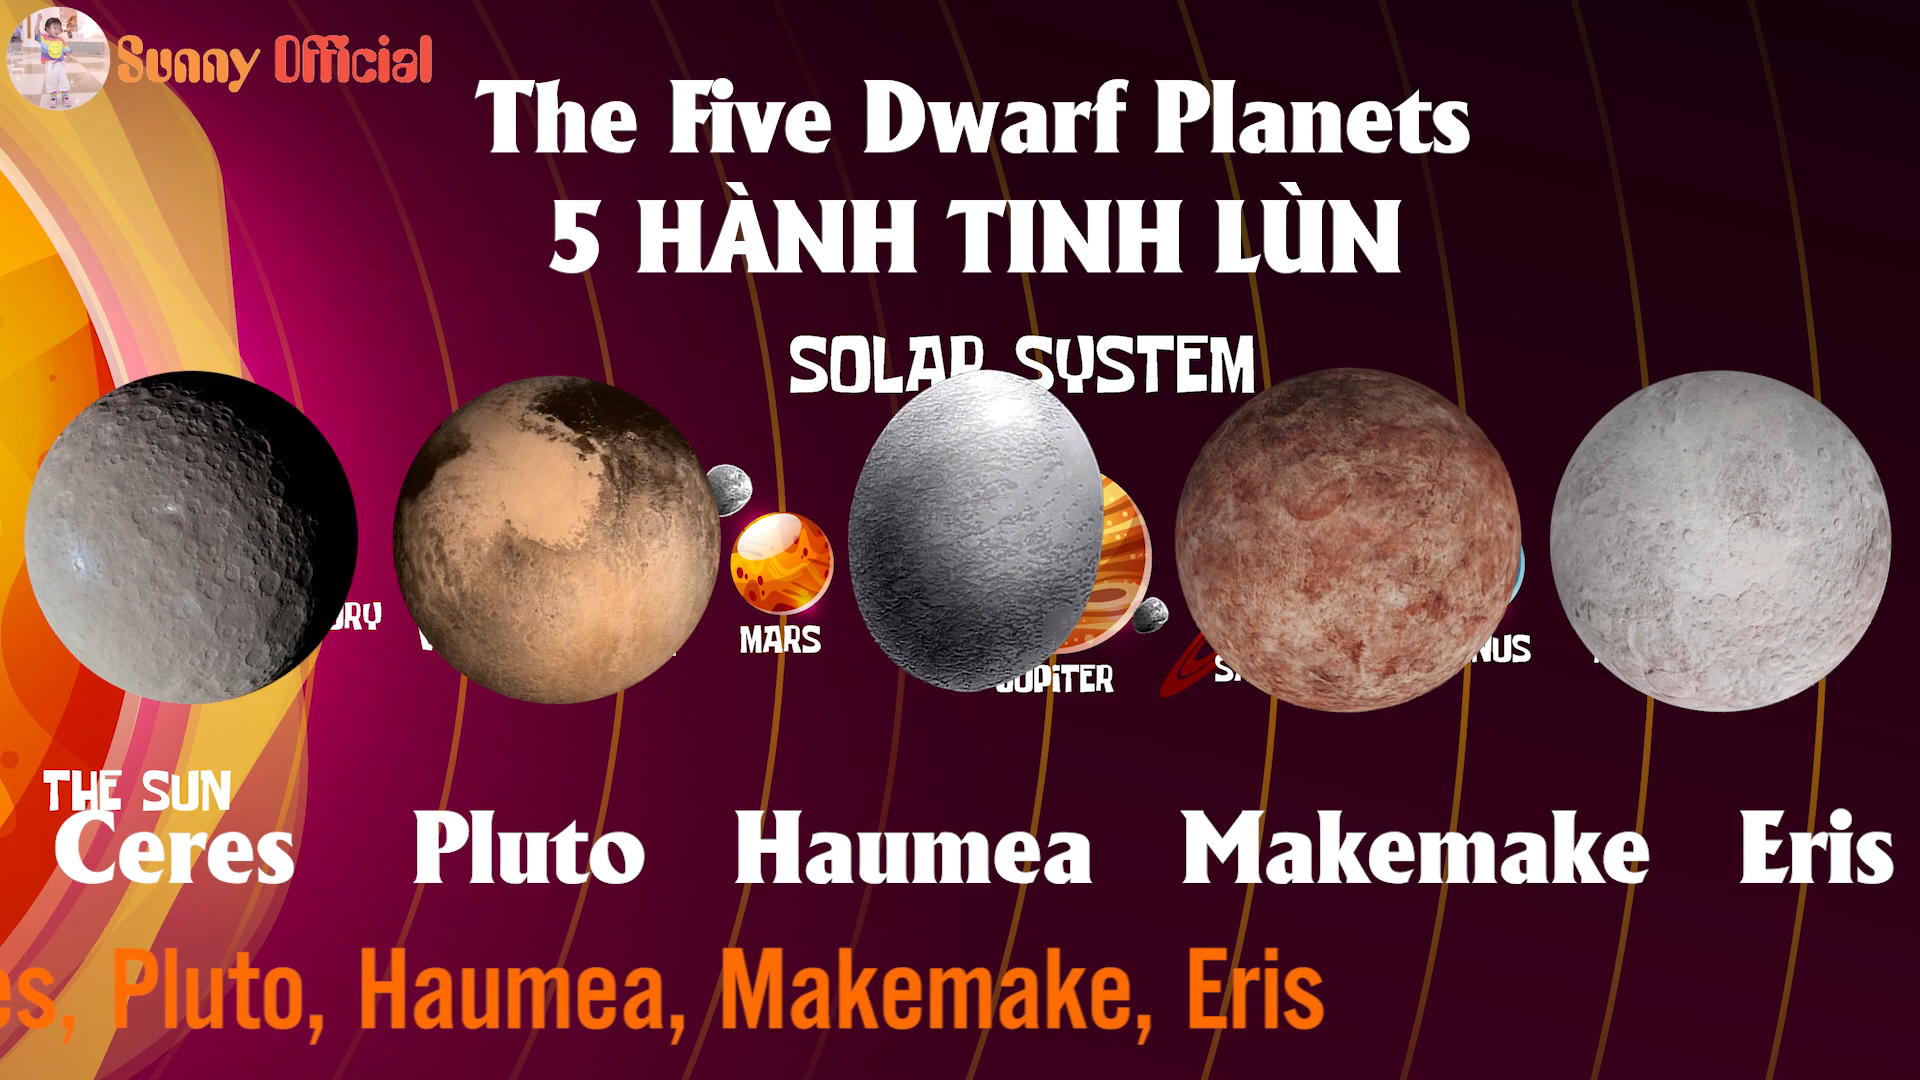 Sunny Official
The Five Dwarf Planets
5 HÀNH TINH LÙN
SOLAR SYSTEM
MARS
JUPITER
THE SUN
Ceres Pluto Haumea Makemake Eris
Pluto, Haumea, Makemake, Eris